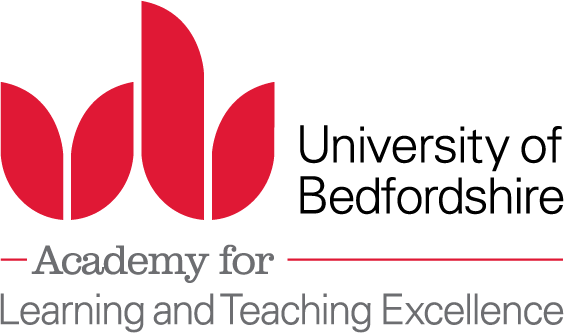 University of
Bedfordshire
Academy for
Learning and Teaching Excellence